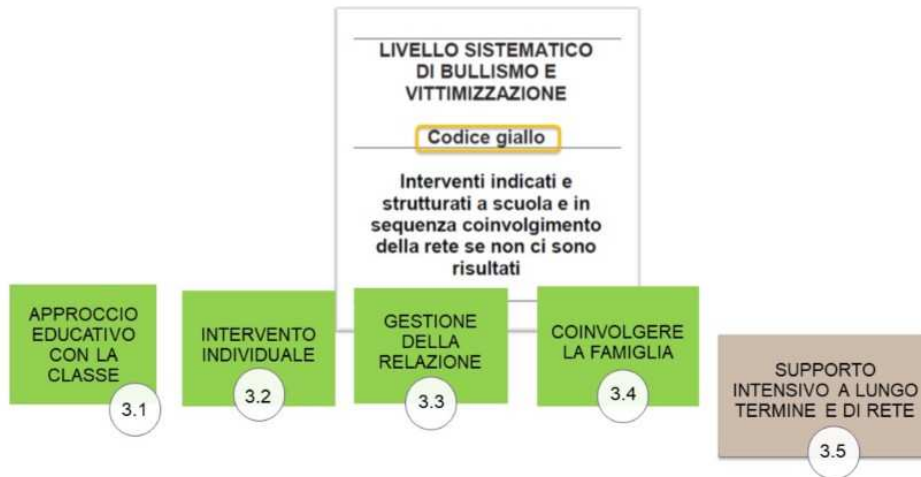 LIVELLO SISTEMATICO
DI BULLISMO E
VITTIMIZZAZIONE
Codice giallo
Interventi indicati e
strutturati a scuola e in
sequenza coinvolgimento
della rete se non ci sono
risultati
APPROCCIO
EDUCATIVO
CON LA
CLASSE
3.1
INTERVENTO
INDIVIDUALE
3.2
GESTIONE
DELLA
RELAZIONE
3.3
COINVOLGERE
LA FAMIGLIA
3.4
SUPPORTO
INTENSIVO A LUNGO
TERMINE E DI RETE
3.5